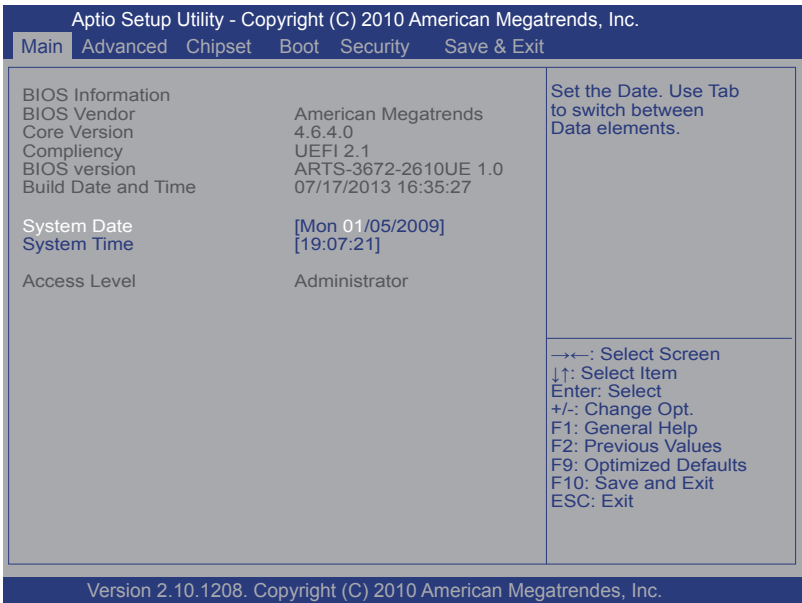 Aptio Setup Utility - Copyright (C) 2010 American Megatrends, Inc.
Main Advanced Chipset Boot Security Save & Exit
BIOS Information
BIOS Vendor American Megatrends
Core Version 4.6.4.0
Compliency UEFI 2.1
BIOS version ARTS-3672-2610UE 1.0
Build Date and Time 07/17/2013 16:35:27
System Date [Mon 01/05/2009]
System Time [19:07:21]
Access Level Administrator
Set the Date. Use Tab
to switch between
Data elements.
→←: Select Screen
↓↑: Select Item
Enter: Select
+/-: Change Opt.
F1: General Help
F2: Previous Values
F9: Optimized Defaults
F10: Save and Exit
ESC: Exit
Version 2.10.1208. Copyright (C) 2010 American Megatrendes, Inc.